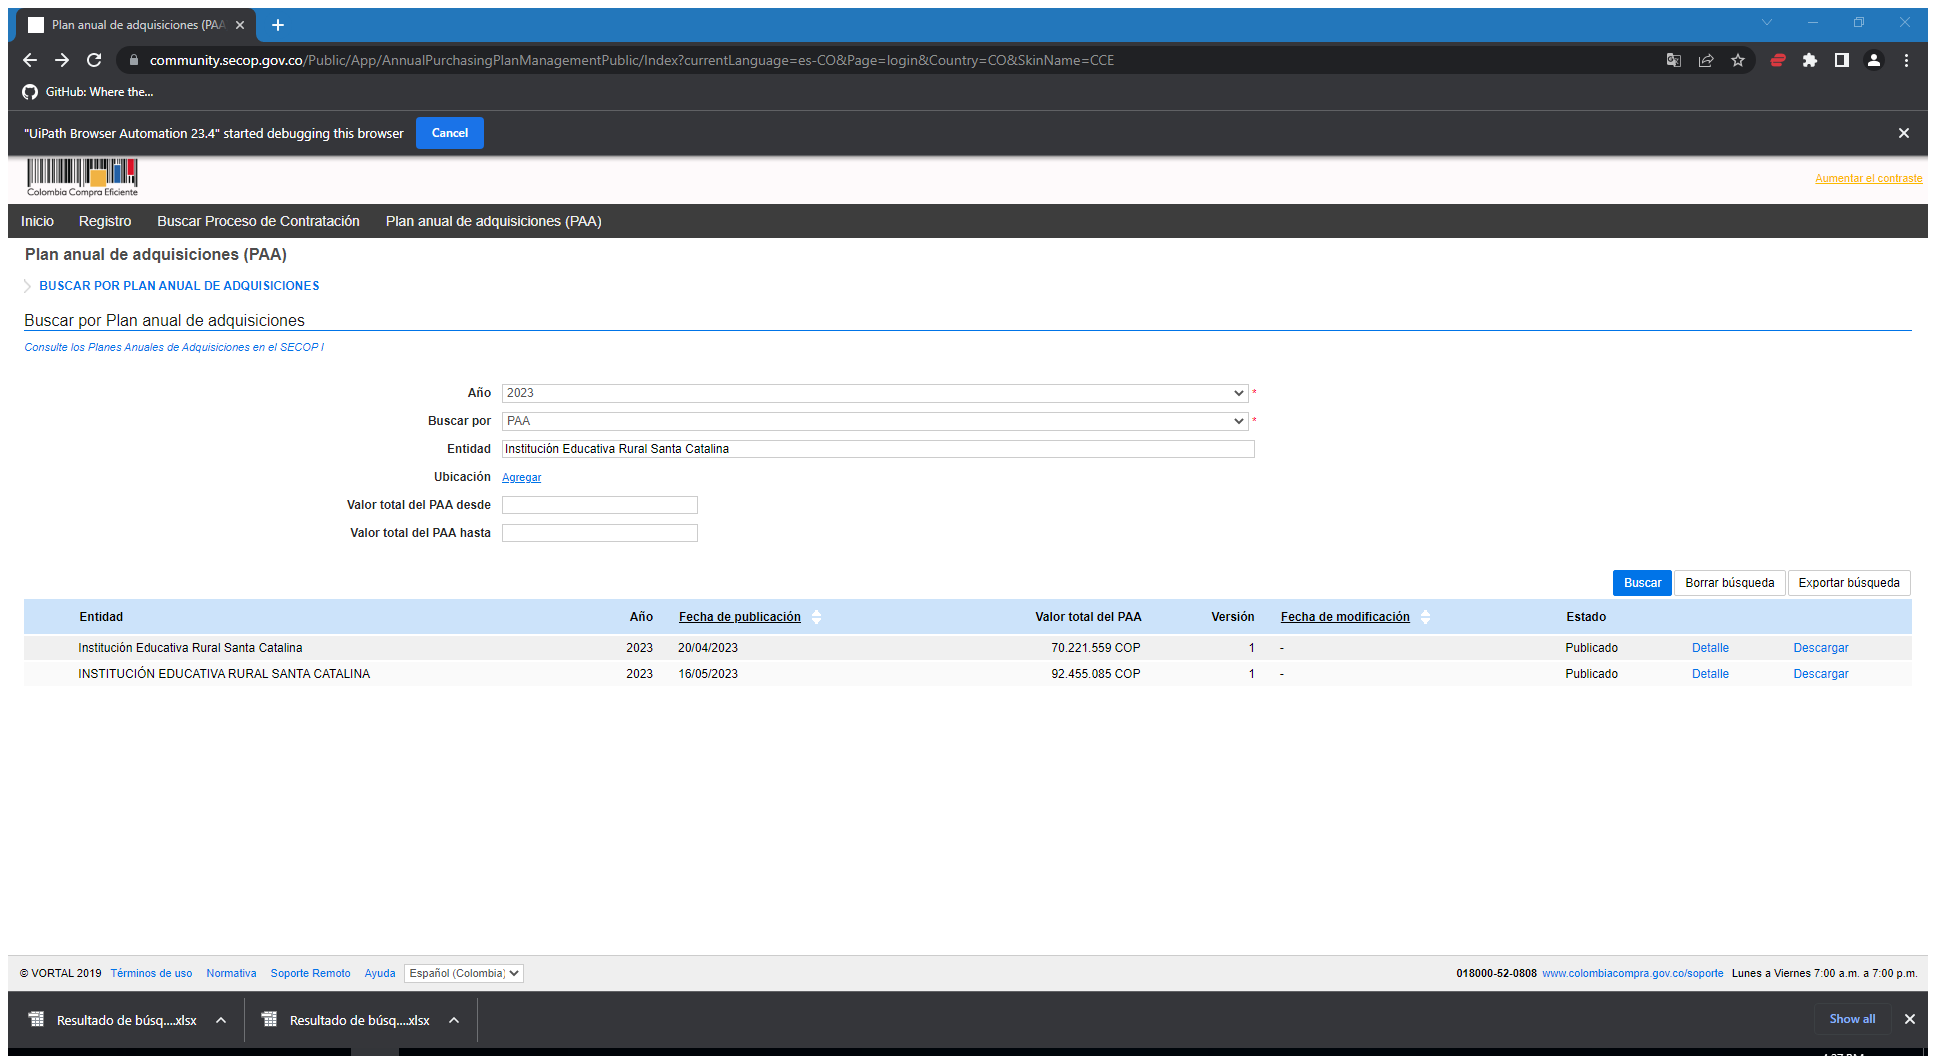 Plan anual de adquisiciones (PAA
community.secop.gov.co/Public/App/AnnualPurchasingPlanManagementPublic/Index?currentLanguage=es-CO&Page=login&Country=CO&SkinName=CCE
GitHub: Where the...
"UiPath Browser Automation 23.4" started debugging this browser Cancel
Colombia Compra Eficiente
Aumentar el contraste
Inicio Registro Buscar Proceso de Contratación Plan anual de adquisiciones (PAA)
Plan anual de adquisiciones (PAA)
BUSCAR POR PLAN ANUAL DE ADQUISICIONES
Buscar por Plan anual de adquisiciones
Consulte los Planes Anuales de Adquisiciones en el SECOP I
Año 2023 *
Buscar por PAA *
Entidad Institución Educativa Rural Santa Catalina
Ubicación Agregar
Valor total del PAA desde
Valor total del PAA hasta
Buscar Borrar búsqueda Exportar búsqueda
Entidad Año Fecha de publicación Valor total del PAA Versión Fecha de modificación Estado
Institución Educativa Rural Santa Catalina 2023 20/04/2023 70.221.559 COP 1 - Publicado Detalle Descargar
INSTITUCIÓN EDUCATIVA RURAL SANTA CATALINA 2023 16/05/2023 92.455.085 COP 1 - Publicado Detalle Descargar
© VORTAL 2019 Términos de uso Normativa Soporte Remoto Ayuda Español (Colombia) 018000-52-0808 www.colombiacompra.gov.co/soporte Lunes a Viernes 7:00 a.m. a 7:00 p.m.
Resultado de búsq....xlsx Resultado de búsq....xlsx Show all